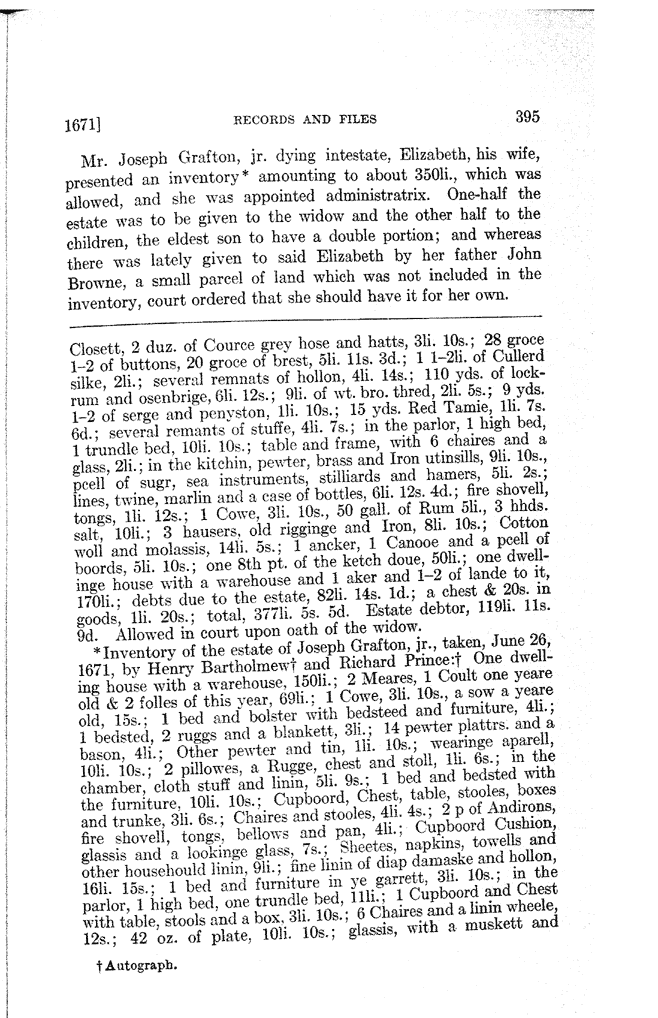 1671] RECORDS AND FILES 395
Mr. Joseph Grafton, jr. dying intestate, Elizabeth, his wife,
presented an inventory* amounting to about 350li., which was
allowed, and she was appointed administratrix. One-half the
estate was to be given to the widow and the other half to the
children, the eldest son to have a double portion; and whereas
there was lately given to said Elizabeth by her father John
Browne, a small parcel of land which was not included in the
inventory, court ordered that she should have it for her own.
Closett, 2 duz. of Cource grey hose and hatts, 3li. 10s.; 28 groce
1-2 of buttons, 20 groce of brest, 5li. 11s. 3d.; 1 1-2li. of Cullerd
silke, 2li.; several remnats of hollon, 4li. 14s.; 110 yds. of lock-
rum and osenbrige, 6li. 12s.; 9li. of wt. bro. thred, 2li. 5s.; 9 yds.
1-2 of serge and penyston, 1li. 10s.; 15 yds. Red Tamie, 1li. 7s.
6d.; several remants of stuffe, 4li. 7s.; in the parlor, 1 high bed,
1 trundle bed, 10li. 10s.; table and frame, with 6 chaires and a
glass, 2li.; in the kitchin, pewter, brass and Iron utinsills, 9li. 10s.,
pcell of sugr, sea instruments, stilliards and hamers, 5li. 2s.;
lines, twine, marlin and a case of bottles, 6li. 12s. 4d.; fire shovell,
tongs, 1li. 12s.; 1 Cowe, 3li. 10s., 50 gall. of Rum 5li., 3 hhds.
salt, 10li.; 3 hausers, old rigginge and Iron, 8li. 10s.; Cotton
woll and molassis, 14li. 5s.; 1 ancker, 1 Canooe and a pcell of
boords, 5li. 10s.; one 8th pt. of the ketch doue, 50li.; one dwell-
inge house with a warehouse and 1 aker and 1-2 of lande to it,
170li.; debts due to the estate, 82li. 14s. 1d.; a chest & 20s. in
goods, 1li. 20s.; total, 377li. 5s. 5d. Estate debtor, 119li. 11s.
9d. Allowed in court upon oath of the widow.
*Inventory of the estate of Joseph Grafton, jr., taken, June 26,
1671, by Henry Bartholmew† and Richard Prince:† One dwell-
ing house with a warehouse, 150li.; 2 Meares, 1 Coult one yeare
old & 2 folles of this year, 69li.; 1 Cowe, 3li. 10s., a sow a yeare
old, 15s.; 1 bed and bolster with bedsteed and furniture, 4li.;
1 bedsted, 2 ruggs and a blankett, 3li.; 14 pewter plattrs. and a
bason, 4li.; Other pewter and tin, 1li. 10s.; wearinge aparell,
10li. 10s.; 2 pillowes, a Rugge, chest and stoll, 1li. 6s.; in the
chamber, cloth stuff and linin, 5li. 9s.; 1 bed and bedsted with
the furniture, 10li. 10s.; Cupboord, Chest, table, stooles, boxes
and trunke, 3li. 6s.; Chaires and stooles, 4li. 4s.; 2 p of Andirons,
fire shovell, tongs, bellows and pan, 4li.; Cupboord Cushion,
glassis and a lookinge glass, 7s.; Sheetes, napkins, towells and
other househould linin, 9li.; fine linin of diap damaske and hollon,
16li. 15s.; 1 bed and furniture in ye garrett, 3li. 10s.; in the
parlor, 1 high bed, one trundle bed, 11li.; 1 Cupboord and Chest
with table, stools and a box, 3li. 10s.; 6 Chaires and a linin wheele,
12s.; 42 oz. of plate, 10li. 10s.; glassis, with a muskett and
†Autograph.